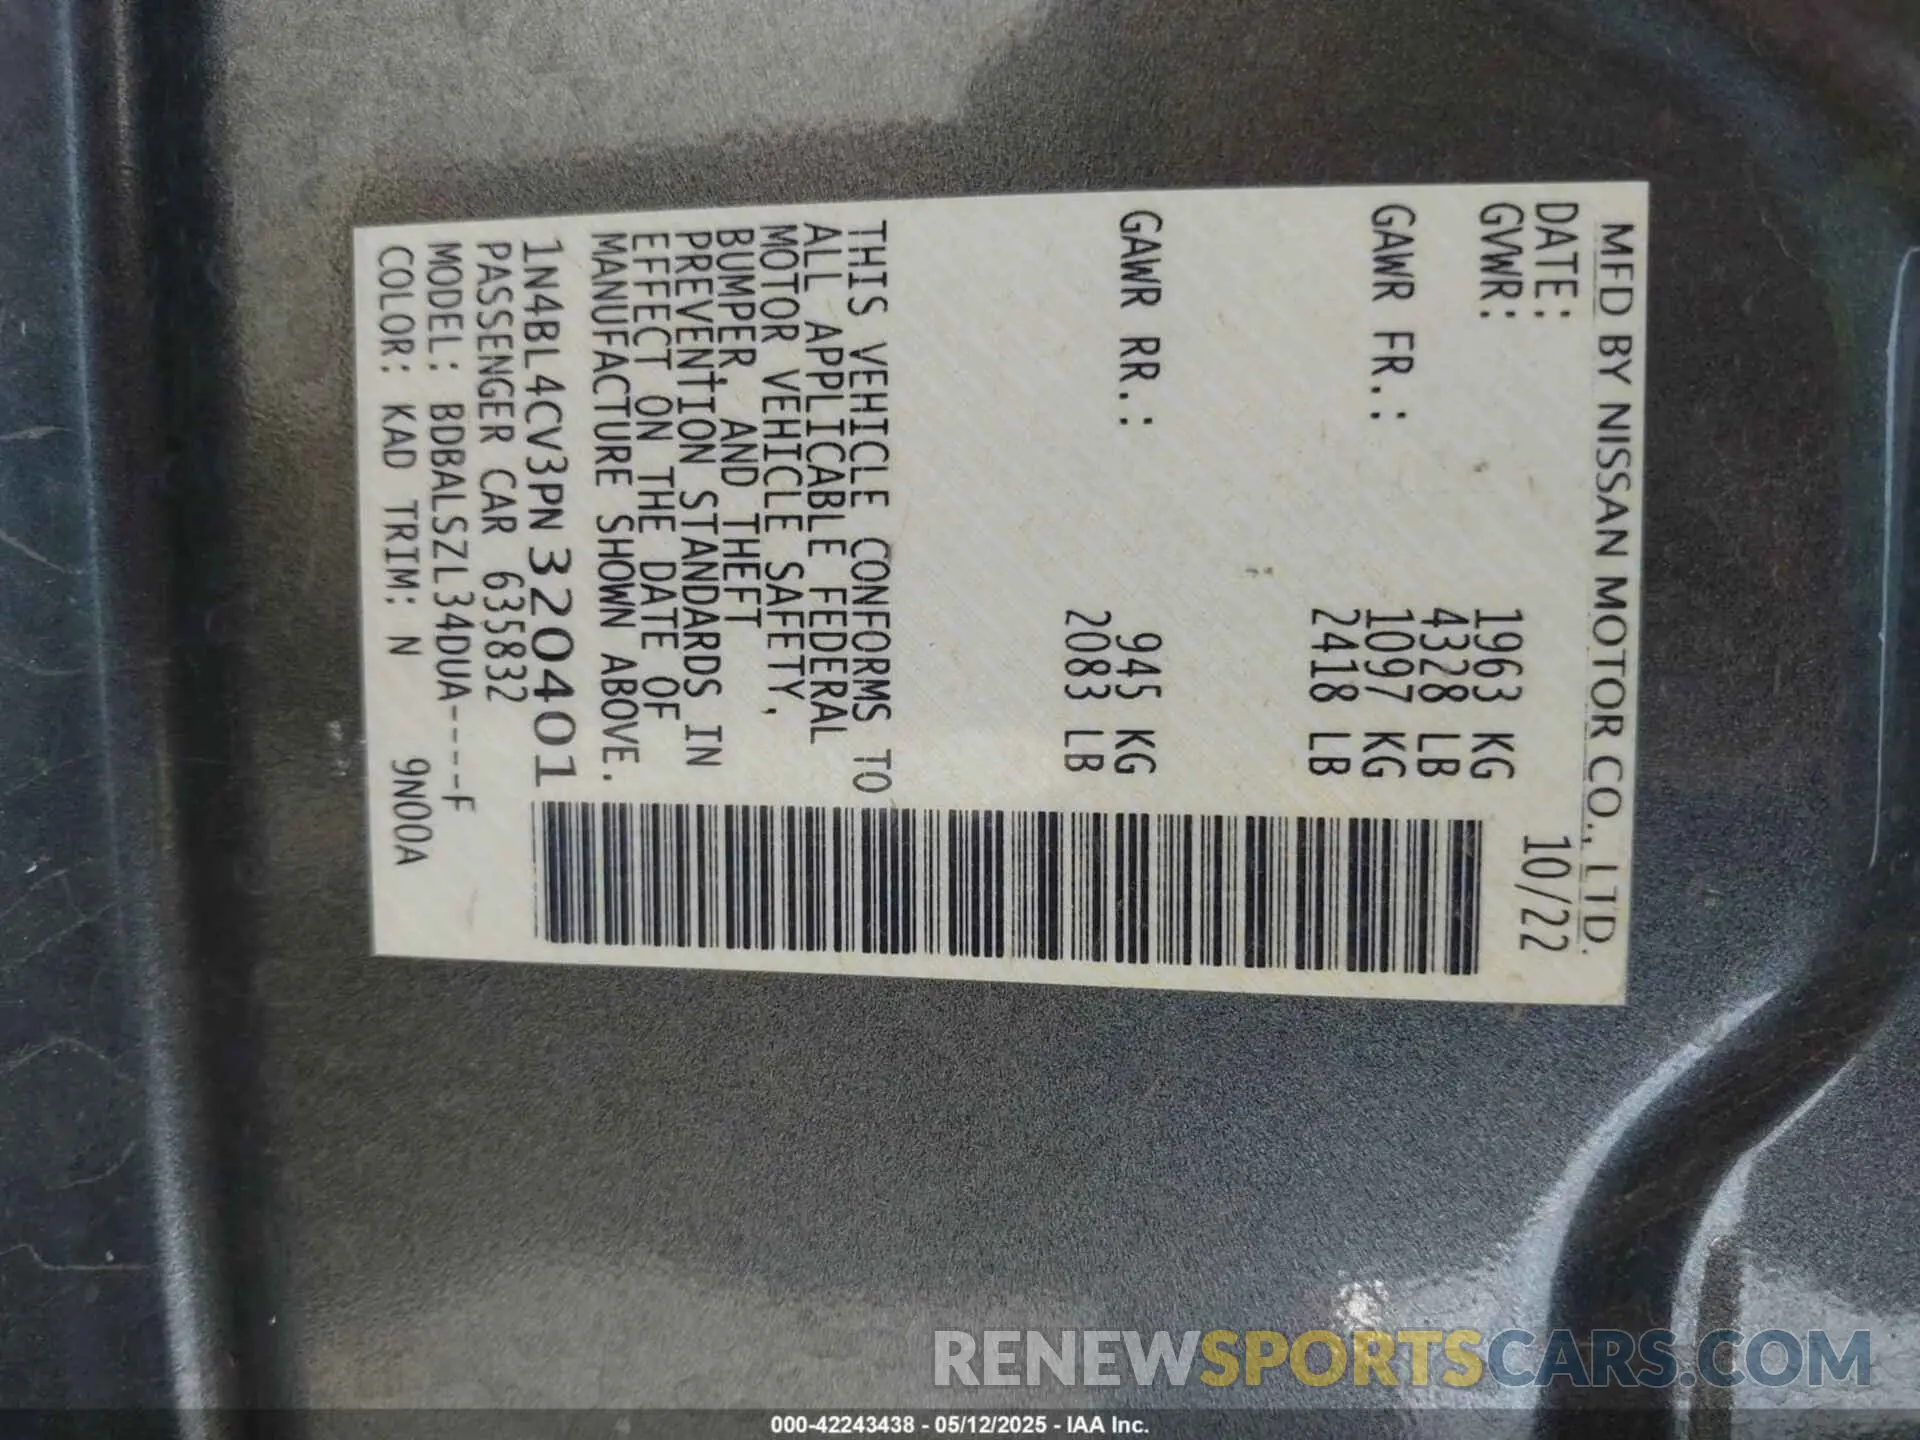 MFD BY NISSAN MOTOR CO., LTD.
DATE: 10/22
GVWR: 1963 KG
4328 LB
GAWR FR.: 1097 KG
2418 LB
GAWR RR.: 945 KG
2083 LB
THIS VEHICLE CONFORMS TO
ALL APPLICABLE FEDERAL
MOTOR VEHICLE SAFETY,
BUMPER, AND THEFT
PREVENTION STANDARDS IN
EFFECT ON THE DATE OF
MANUFACTURE SHOWN ABOVE.
1N4BL4CV3PN320401
PASSENGER CAR 635832
MODEL: BDBALSZL34DUA----F
COLOR: KAD TRIM: N 9N00A
RENEWSPORTSCARS.COM
000-42243438 - 05/12/2025 - IAA Inc.